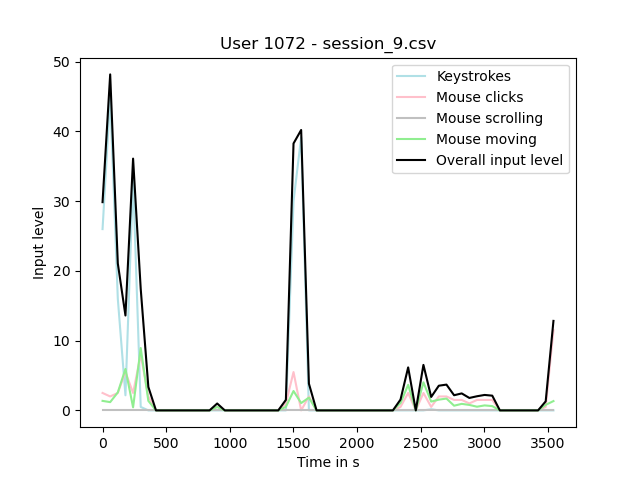 User 1072 - session_9.csv
50
40
30
20
10
0
Input level
Keystrokes
Mouse clicks
Mouse scrolling
Mouse moving
Overall input level
0 500 1000 1500 2000 2500 3000 3500
Time in s